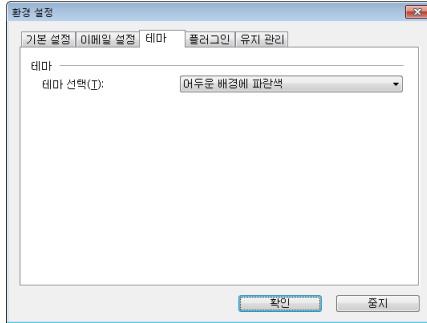 환경 설정
기본 설정 이메일 설정 테마 플러그인 유지 관리
테마
테마 선택(T): 어두운 배경에 파란색
확인 중지